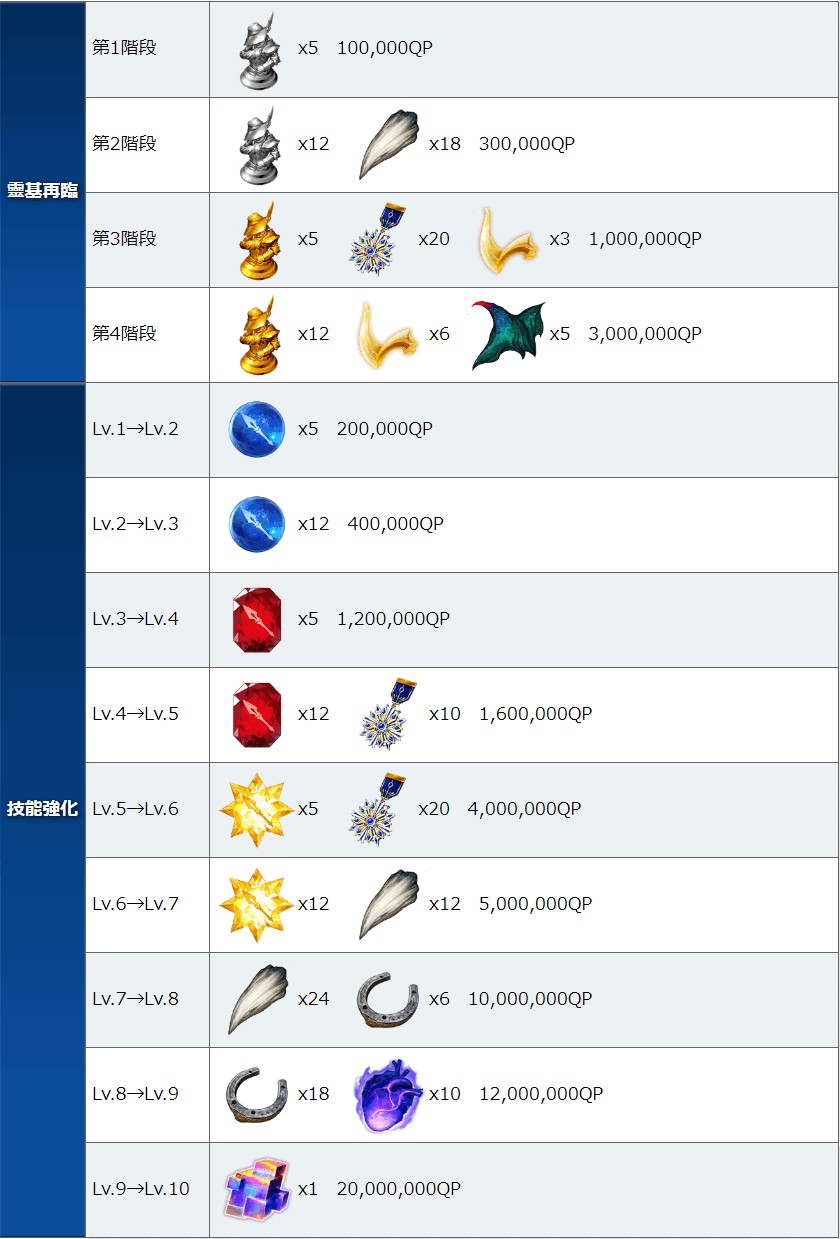 靈基再臨
第1階段 x5 100,000QP
第2階段 x12 x18 300,000QP
第3階段 x5 x20 x3 1,000,000QP
第4階段 x12 x6 x5 3,000,000QP
技能強化
Lv.1→Lv.2 x5 200,000QP
Lv.2→Lv.3 x12 400,000QP
Lv.3→Lv.4 x5 1,200,000QP
Lv.4→Lv.5 x12 x10 1,600,000QP
Lv.5→Lv.6 x5 x20 4,000,000QP
Lv.6→Lv.7 x12 x12 5,000,000QP
Lv.7→Lv.8 x24 x6 10,000,000QP
Lv.8→Lv.9 x18 x10 12,000,000QP
Lv.9→Lv.10 x1 20,000,000QP